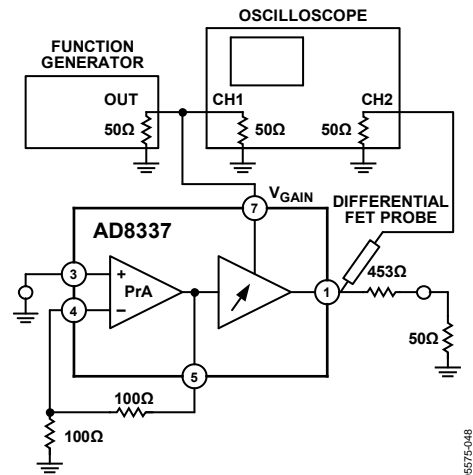 OSCILLOSCOPE
FUNCTION
GENERATOR
OUT
CH1
CH2
50Ω
50Ω
50Ω
VGAIN
7
DIFFERENTIAL
FET PROBE
AD8337
453Ω
3
+
PrA
4
–
1
50Ω
5
100Ω
100Ω
05575-048